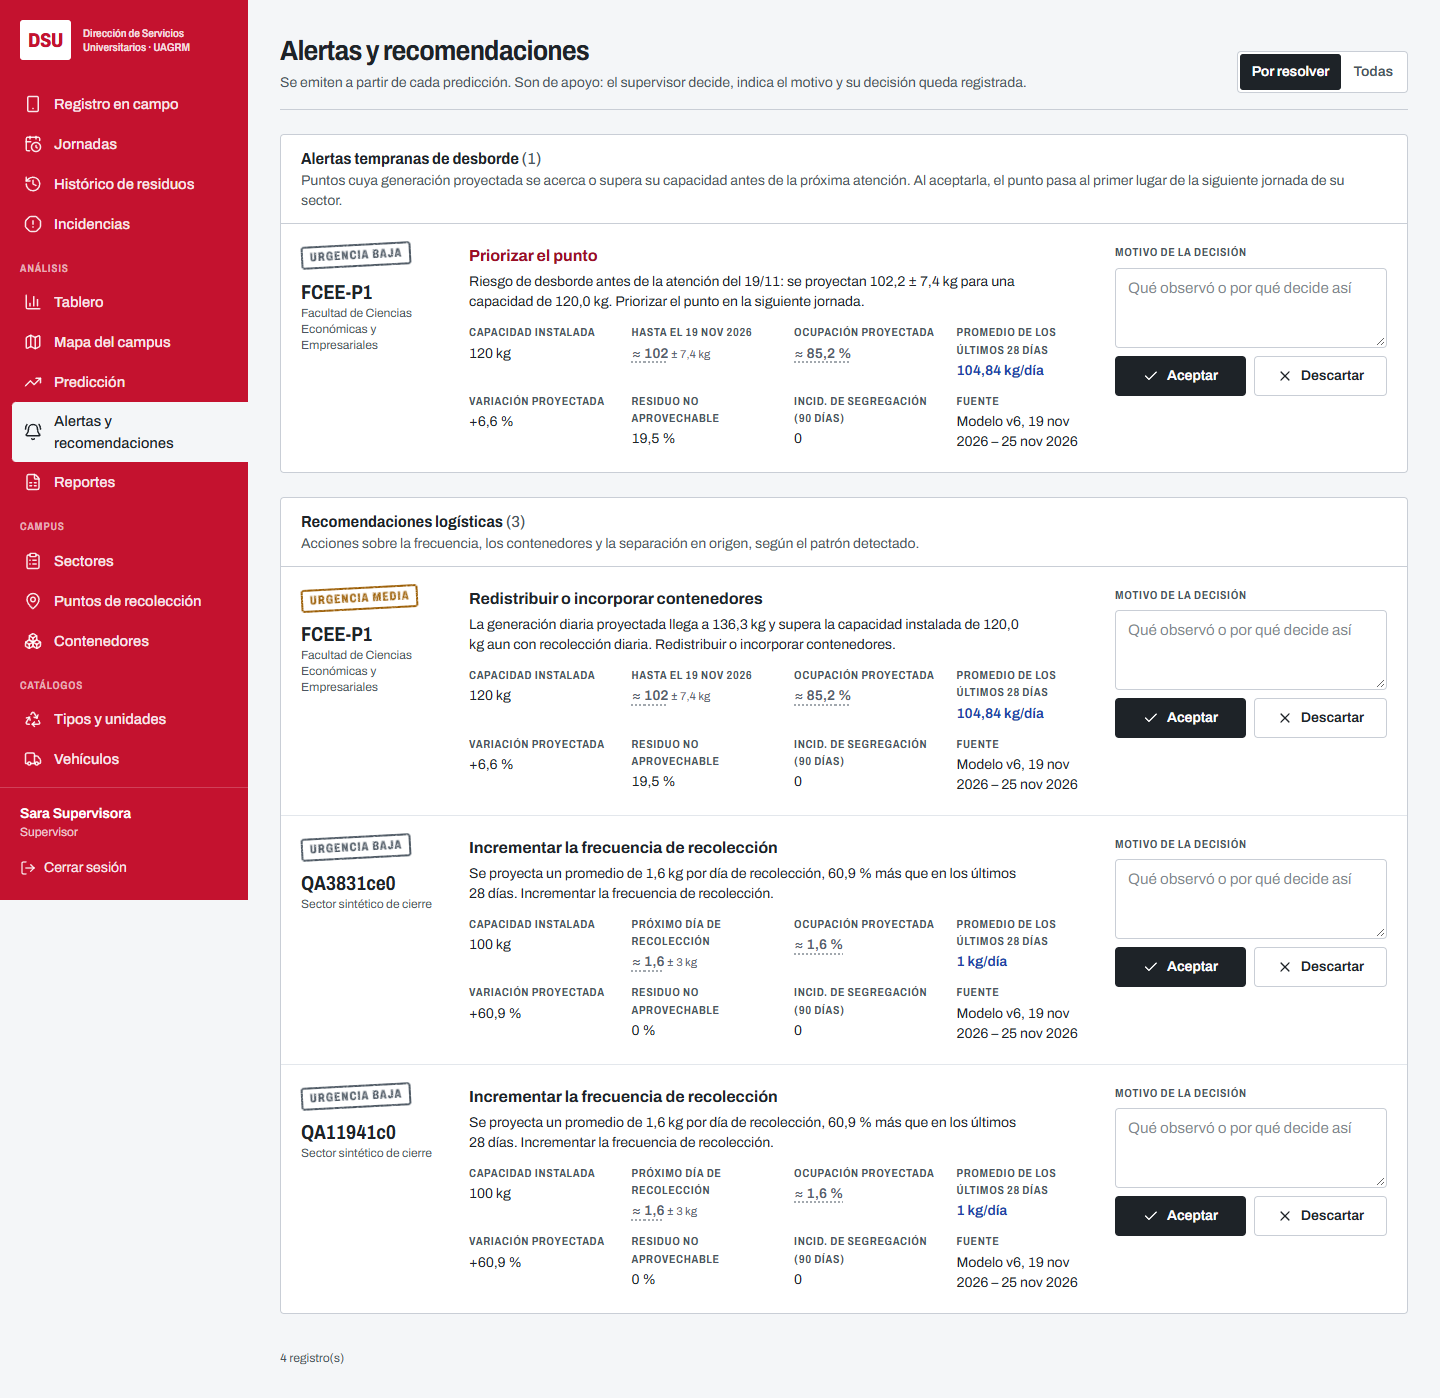 DSU
Dirección de Servicios
Universitarios · UAGRM
Registro en campo
Jornadas
Histórico de residuos
Incidencias
ANÁLISIS
Tablero
Mapa del campus
Predicción
Alertas y
recomendaciones
Reportes
CAMPUS
Sectores
Puntos de recolección
Contenedores
CATÁLOGOS
Tipos y unidades
Vehículos
Sara Supervisora
Supervisor
Cerrar sesión
Alertas y recomendaciones
Se emiten a partir de cada predicción. Son de apoyo: el supervisor decide, indica el motivo y su decisión queda registrada.
Por resolver
Todas
Alertas tempranas de desborde (1)
Puntos cuya generación proyectada se acerca o supera su capacidad antes de la próxima atención. Al aceptarla, el punto pasa al primer lugar de la siguiente jornada de su
sector.
URGENCIA BAJA
FCEE-P1
Facultad de Ciencias
Económicas y
Empresariales
Priorizar el punto
Riesgo de desborde antes de la atención del 19/11: se proyectan 102,2 ± 7,4 kg para una
capacidad de 120,0 kg. Priorizar el punto en la siguiente jornada.
CAPACIDAD INSTALADA
120 kg
HASTA EL 19 NOV 2026
≈ 102 ± 7,4 kg
OCUPACIÓN PROYECTADA
≈ 85,2 %
PROMEDIO DE LOS
ÚLTIMOS 28 DÍAS
104,84 kg/día
VARIACIÓN PROYECTADA
+6,6 %
RESIDUO NO
APROVECHABLE
19,5 %
INCID. DE SEGREGACIÓN
(90 DÍAS)
0
FUENTE
Modelo v6, 19 nov
2026 – 25 nov 2026
MOTIVO DE LA DECISIÓN
Qué observó o por qué decide así
Aceptar
Descartar
Recomendaciones logísticas (3)
Acciones sobre la frecuencia, los contenedores y la separación en origen, según el patrón detectado.
URGENCIA MEDIA
FCEE-P1
Facultad de Ciencias
Económicas y
Empresariales
Redistribuir o incorporar contenedores
La generación diaria proyectada llega a 136,3 kg y supera la capacidad instalada de 120,0
kg aun con recolección diaria. Redistribuir o incorporar contenedores.
CAPACIDAD INSTALADA
120 kg
HASTA EL 19 NOV 2026
≈ 102 ± 7,4 kg
OCUPACIÓN PROYECTADA
≈ 85,2 %
PROMEDIO DE LOS
ÚLTIMOS 28 DÍAS
104,84 kg/día
VARIACIÓN PROYECTADA
+6,6 %
RESIDUO NO
APROVECHABLE
19,5 %
INCID. DE SEGREGACIÓN
(90 DÍAS)
0
FUENTE
Modelo v6, 19 nov
2026 – 25 nov 2026
MOTIVO DE LA DECISIÓN
Qué observó o por qué decide así
Aceptar
Descartar
URGENCIA BAJA
QA3831ce0
Sector sintético de cierre
Incrementar la frecuencia de recolección
Se proyecta un promedio de 1,6 kg por día de recolección, 60,9 % más que en los últimos
28 días. Incrementar la frecuencia de recolección.
CAPACIDAD INSTALADA
100 kg
PRÓXIMO DÍA DE
RECOLECCIÓN
≈ 1,6 ± 3 kg
OCUPACIÓN PROYECTADA
≈ 1,6 %
PROMEDIO DE LOS
ÚLTIMOS 28 DÍAS
1 kg/día
VARIACIÓN PROYECTADA
+60,9 %
RESIDUO NO
APROVECHABLE
0 %
INCID. DE SEGREGACIÓN
(90 DÍAS)
0
FUENTE
Modelo v6, 19 nov
2026 – 25 nov 2026
MOTIVO DE LA DECISIÓN
Qué observó o por qué decide así
Aceptar
Descartar
URGENCIA BAJA
QA11941c0
Sector sintético de cierre
Incrementar la frecuencia de recolección
Se proyecta un promedio de 1,6 kg por día de recolección, 60,9 % más que en los últimos
28 días. Incrementar la frecuencia de recolección.
CAPACIDAD INSTALADA
100 kg
PRÓXIMO DÍA DE
RECOLECCIÓN
≈ 1,6 ± 3 kg
OCUPACIÓN PROYECTADA
≈ 1,6 %
PROMEDIO DE LOS
ÚLTIMOS 28 DÍAS
1 kg/día
VARIACIÓN PROYECTADA
+60,9 %
RESIDUO NO
APROVECHABLE
0 %
INCID. DE SEGREGACIÓN
(90 DÍAS)
0
FUENTE
Modelo v6, 19 nov
2026 – 25 nov 2026
MOTIVO DE LA DECISIÓN
Qué observó o por qué decide así
Aceptar
Descartar
4 registro(s)